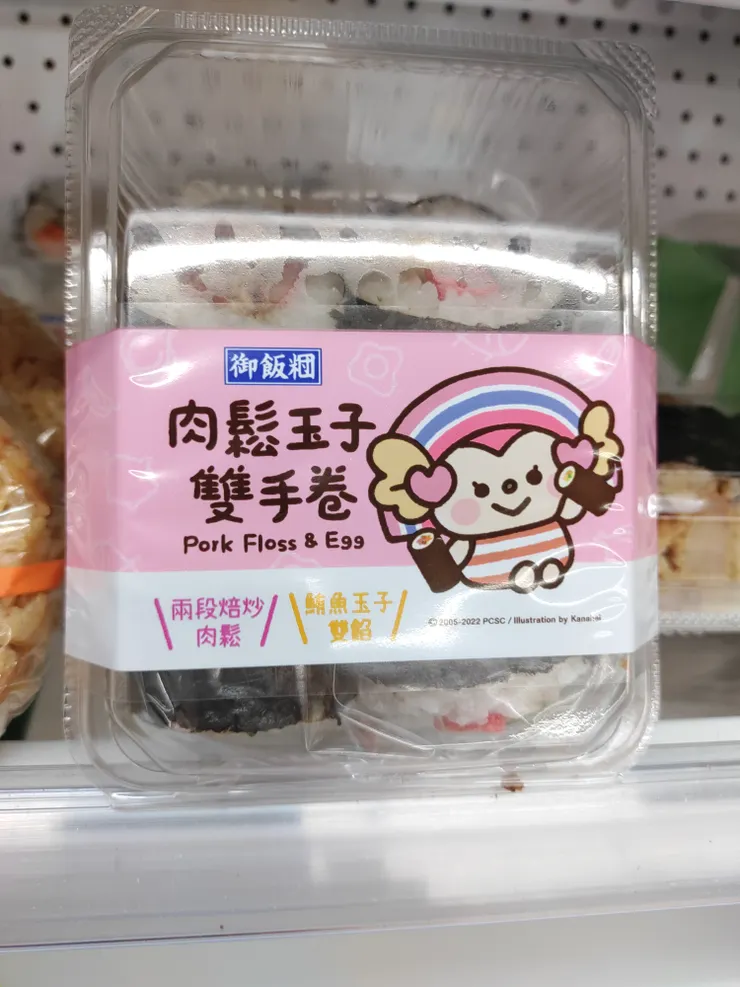 御飯糰
肉鬆玉子
雙手卷
Pork Floss & Egg
兩段焙炒
肉鬆
鮪魚玉子
雙餡
©2005-2022 PCSC / Illustration by Kanahei